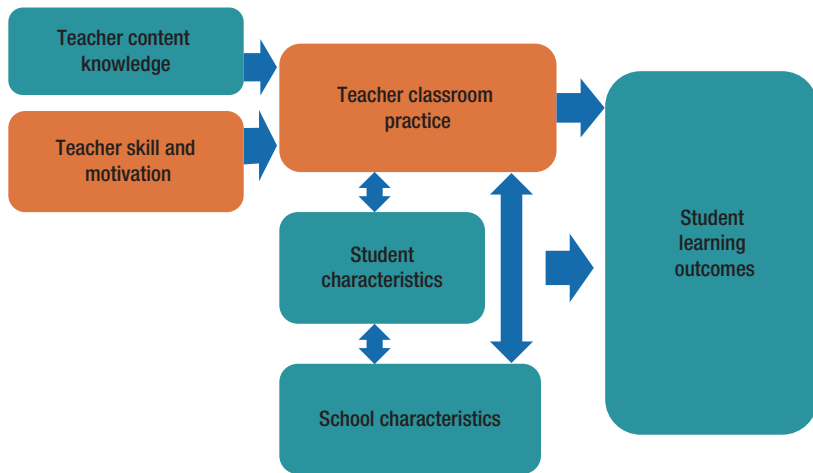 Teacher content
knowledge
Teacher skill and
motivation
Teacher classroom
practice
Student
characteristics
School characteristics
Student
learning
outcomes